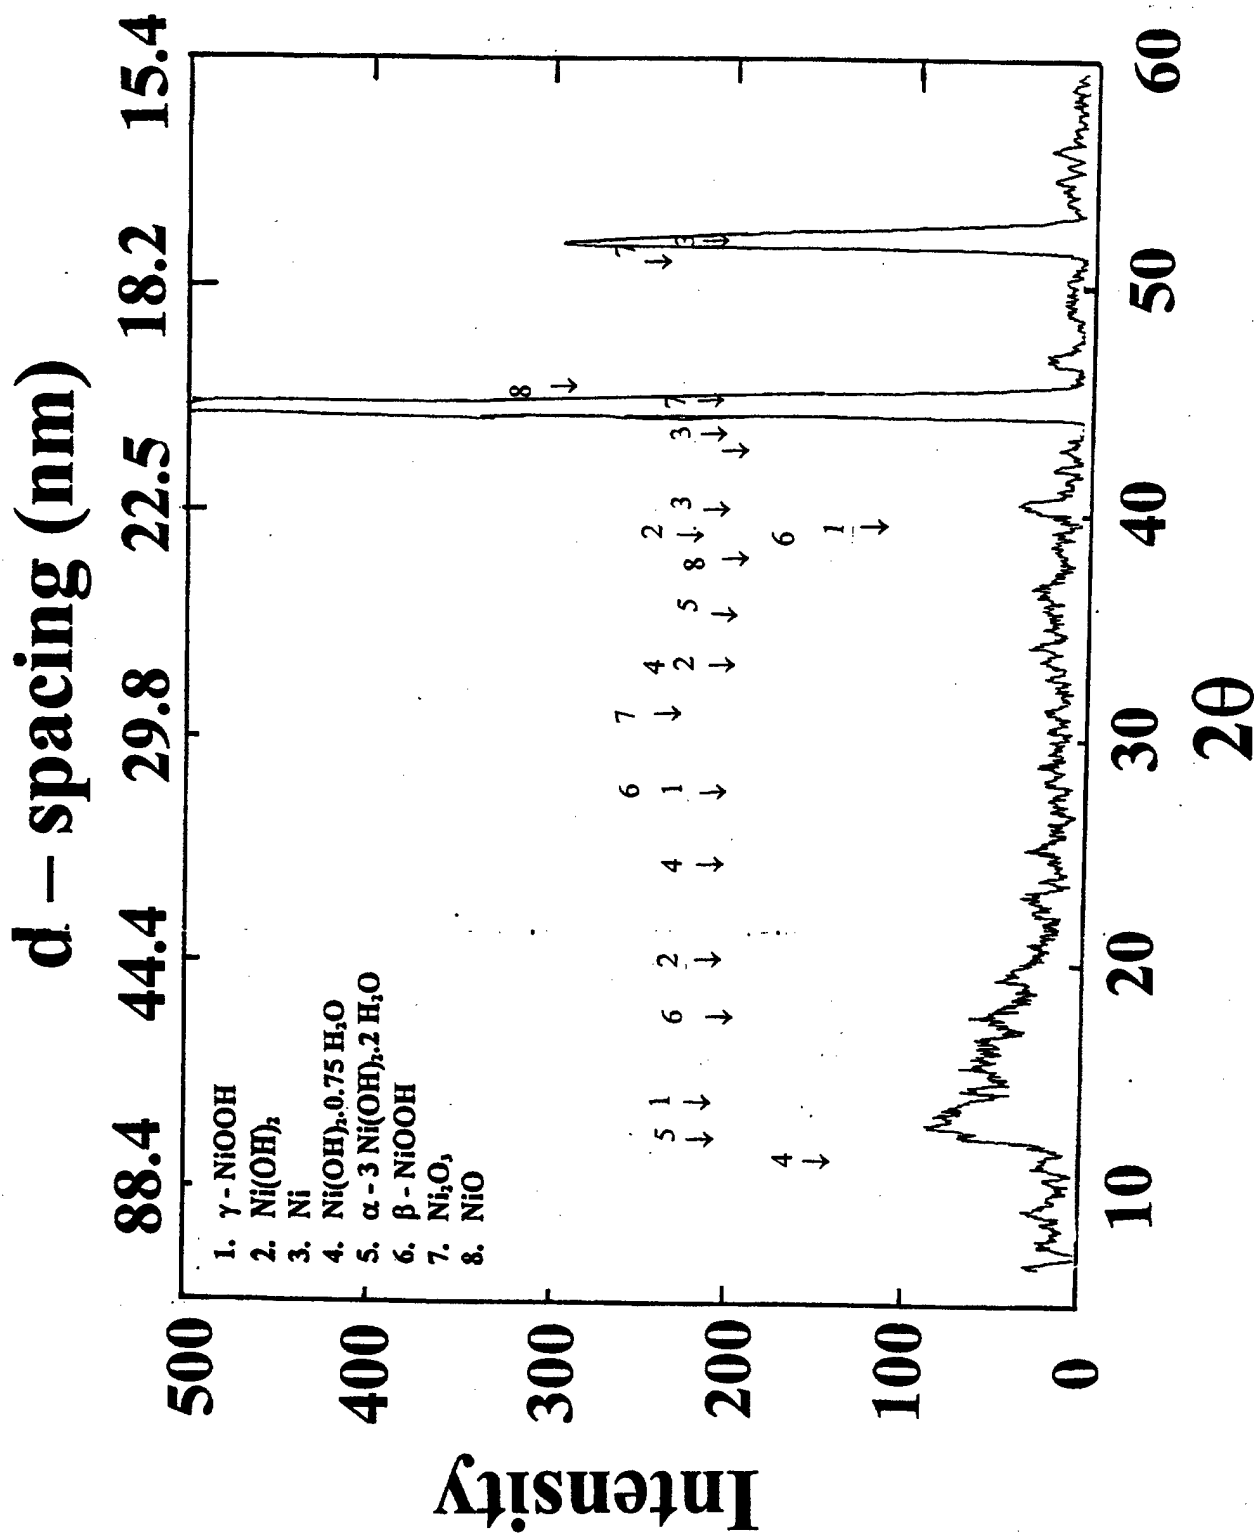 d – spacing (nm)
88.4 44.4 29.8 22.5 18.2 15.4
500
400
300
200
100
0
Intensity
1. γ - NiOOH
2. Ni(OH)₂
3. Ni
4. Ni(OH)₂.0.75 H₂O
5. α - 3 Ni(OH)₂.2 H₂O
6. β - NiOOH
7. Ni₂O₃
8. NiO
8
6 7 7
5 1 4 2 3
6 2 4 1 2 5 8 3 7 3
4 6
1
10 20 30 40 50 60
2θ